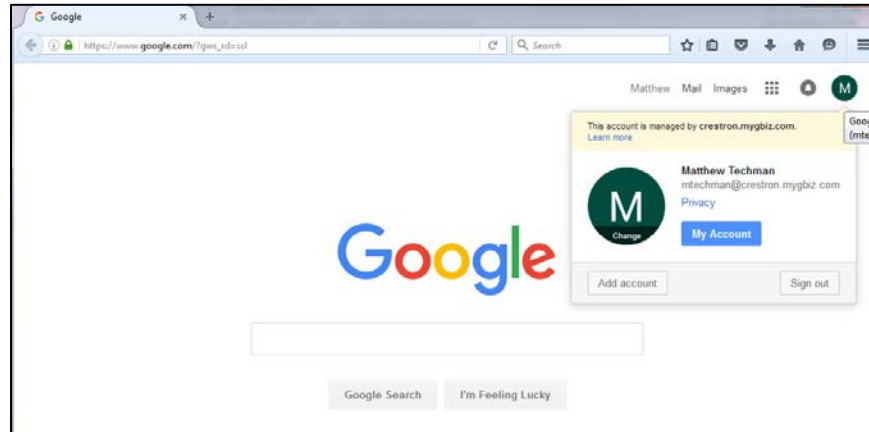 Google
https://www.google.com/?gws_rd=ssl
Search
Matthew Mail Images M
This account is managed by crestron.mygbiz.com.
Learn more
Goog
(mte
M
Change
Matthew Techman
mtechman@crestron.mygbiz.com
Privacy
My Account
Add account Sign out
Google
Google Search I'm Feeling Lucky